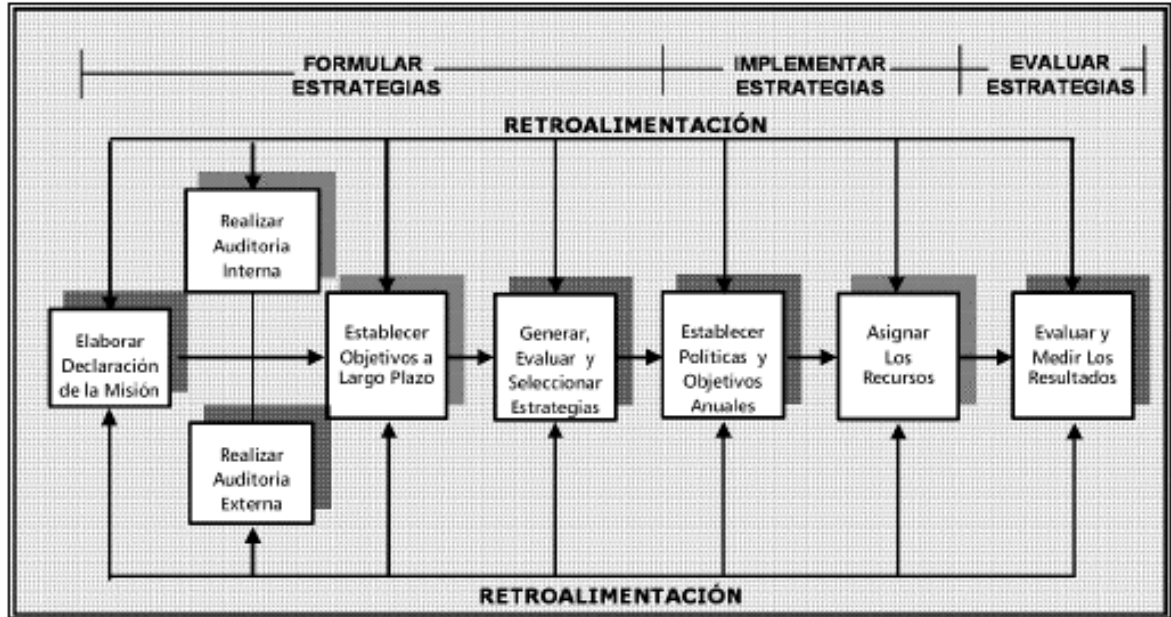 FORMULAR
ESTRATEGIAS
IMPLEMENTAR
ESTRATEGIAS
EVALUAR
ESTRATEGIAS
RETROALIMENTACIÓN
Realizar
Auditoria
Interna
Elaborar
Declaración
de la Misión
Establecer
Objetivos a
Largo Plazo
Generar,
Evaluar y
Seleccionar
Estrategias
Establecer
Políticas y
Objetivos
Anuales
Asignar
Los
Recursos
Evaluar y
Medir Los
Resultados
Realizar
Auditoria
Externa
RETROALIMENTACIÓN